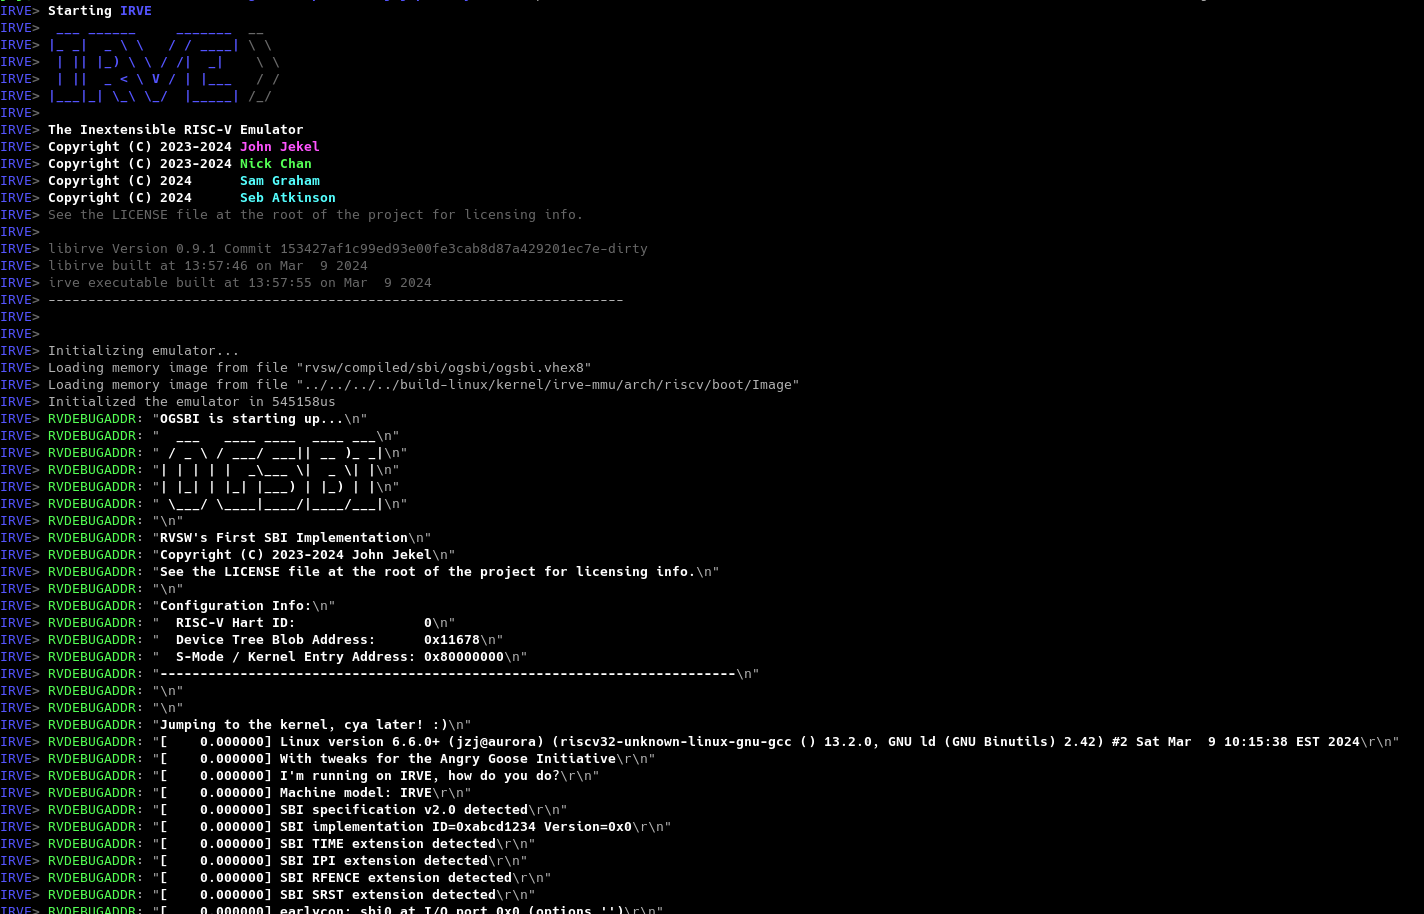 IRVE> Starting IRVE
IRVE>  ___ ______     _______  __
IRVE> |_ _|  _ \ \   / / ____| \ \
IRVE>  | || |_) \ \ / /|  _|    \ \
IRVE>  | ||  _ < \ V / | |___   / /
IRVE> |___|_| \_\ \_/  |_____| /_/
IRVE>
IRVE> The Inextensible RISC-V Emulator
IRVE> Copyright (C) 2023-2024 John Jekel
IRVE> Copyright (C) 2023-2024 Nick Chan
IRVE> Copyright (C) 2024      Sam Graham
IRVE> Copyright (C) 2024      Seb Atkinson
IRVE> See the LICENSE file at the root of the project for licensing info.
IRVE>
IRVE> libirve Version 0.9.1 Commit 153427af1c99ed93e00fe3cab8d87a429201ec7e-dirty
IRVE> libirve built at 13:57:46 on Mar  9 2024
IRVE> irve executable built at 13:57:55 on Mar  9 2024
IRVE> ------------------------------------------------------------------------
IRVE>
IRVE>
IRVE> Initializing emulator...
IRVE> Loading memory image from file "rvsw/compiled/sbi/ogsbi/ogsbi.vhex8"
IRVE> Loading memory image from file "../../../../build-linux/kernel/irve-mmu/arch/riscv/boot/Image"
IRVE> Initialized the emulator in 545158us
IRVE> RVDEBUGADDR: "OGSBI is starting up...\n"
IRVE> RVDEBUGADDR: "  ___   ____ ____  ____ ___\n"
IRVE> RVDEBUGADDR: " / _ \ / ___/ ___|| __ )_ _|\n"
IRVE> RVDEBUGADDR: "| | | | |  _\___ \|  _ \| |\n"
IRVE> RVDEBUGADDR: "| |_| | |_| |___) | |_) | |\n"
IRVE> RVDEBUGADDR: " \___/ \____|____/|____/___|\n"
IRVE> RVDEBUGADDR: "\n"
IRVE> RVDEBUGADDR: "RVSW's First SBI Implementation\n"
IRVE> RVDEBUGADDR: "Copyright (C) 2023-2024 John Jekel\n"
IRVE> RVDEBUGADDR: "See the LICENSE file at the root of the project for licensing info.\n"
IRVE> RVDEBUGADDR: "\n"
IRVE> RVDEBUGADDR: "Configuration Info:\n"
IRVE> RVDEBUGADDR: "  RISC-V Hart ID:                0\n"
IRVE> RVDEBUGADDR: "  Device Tree Blob Address:      0x11678\n"
IRVE> RVDEBUGADDR: "  S-Mode / Kernel Entry Address: 0x80000000\n"
IRVE> RVDEBUGADDR: "------------------------------------------------------------------------\n"
IRVE> RVDEBUGADDR: "\n"
IRVE> RVDEBUGADDR: "\n"
IRVE> RVDEBUGADDR: "Jumping to the kernel, cya later! :)\n"
IRVE> RVDEBUGADDR: "[    0.000000] Linux version 6.6.0+ (jzj@aurora) (riscv32-unknown-linux-gnu-gcc () 13.2.0, GNU ld (GNU Binutils) 2.42) #2 Sat Mar  9 10:15:38 EST 2024\r\n"
IRVE> RVDEBUGADDR: "[    0.000000] With tweaks for the Angry Goose Initiative\r\n"
IRVE> RVDEBUGADDR: "[    0.000000] I'm running on IRVE, how do you do?\r\n"
IRVE> RVDEBUGADDR: "[    0.000000] Machine model: IRVE\r\n"
IRVE> RVDEBUGADDR: "[    0.000000] SBI specification v2.0 detected\r\n"
IRVE> RVDEBUGADDR: "[    0.000000] SBI implementation ID=0xabcd1234 Version=0x0\r\n"
IRVE> RVDEBUGADDR: "[    0.000000] SBI TIME extension detected\r\n"
IRVE> RVDEBUGADDR: "[    0.000000] SBI IPI extension detected\r\n"
IRVE> RVDEBUGADDR: "[    0.000000] SBI RFENCE extension detected\r\n"
IRVE> RVDEBUGADDR: "[    0.000000] SBI SRST extension detected\r\n"
IRVE> RVDEBUGADDR: "[    0.000000] earlycon: sbi0 at I/O port 0x0 (options '')\r\n"